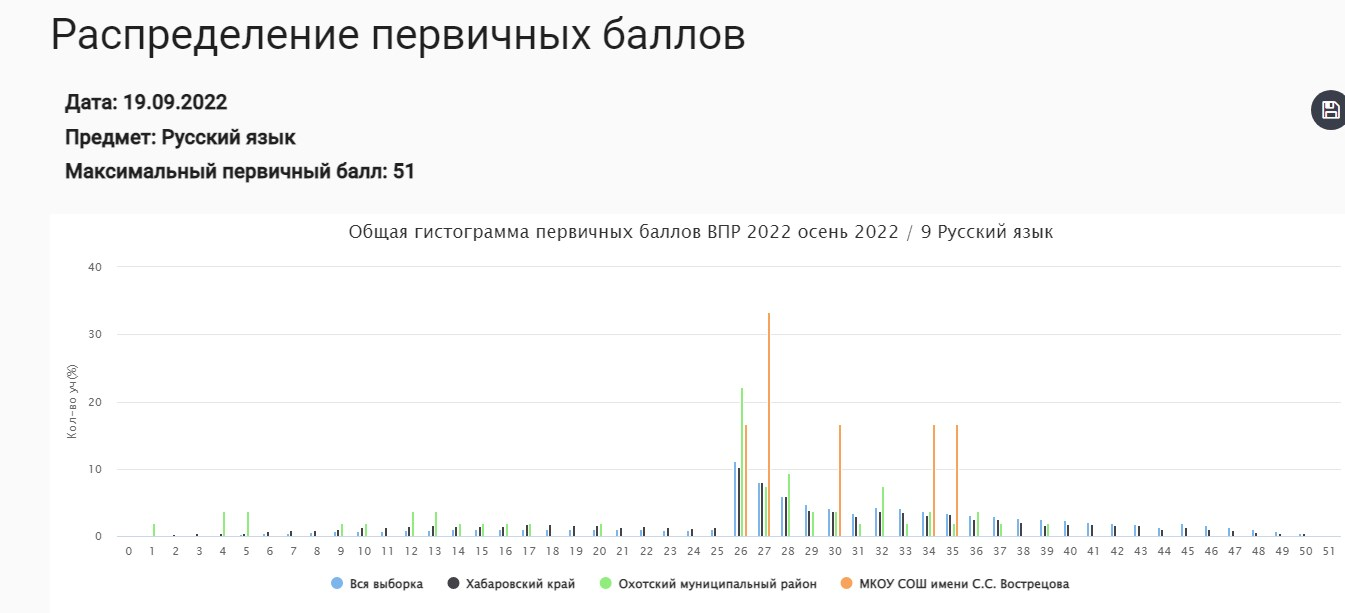 Распределение первичных баллов
Дата: 19.09.2022
Предмет: Русский язык
Максимальный первичный балл: 51
Общая гистограмма первичных баллов ВПР 2022 осень 2022 / 9 Русский язык
40
30
20
10
0
Кол-во уч(%)
0 1 2 3 4 5 6 7 8 9 10 11 12 13 14 15 16 17 18 19 20 21 22 23 24 25 26 27 28 29 30 31 32 33 34 35 36 37 38 39 40 41 42 43 44 45 46 47 48 49 50 51
Вся выборка Хабаровский край Охотский муниципальный район МКОУ СОШ имени С.С. Вострецова